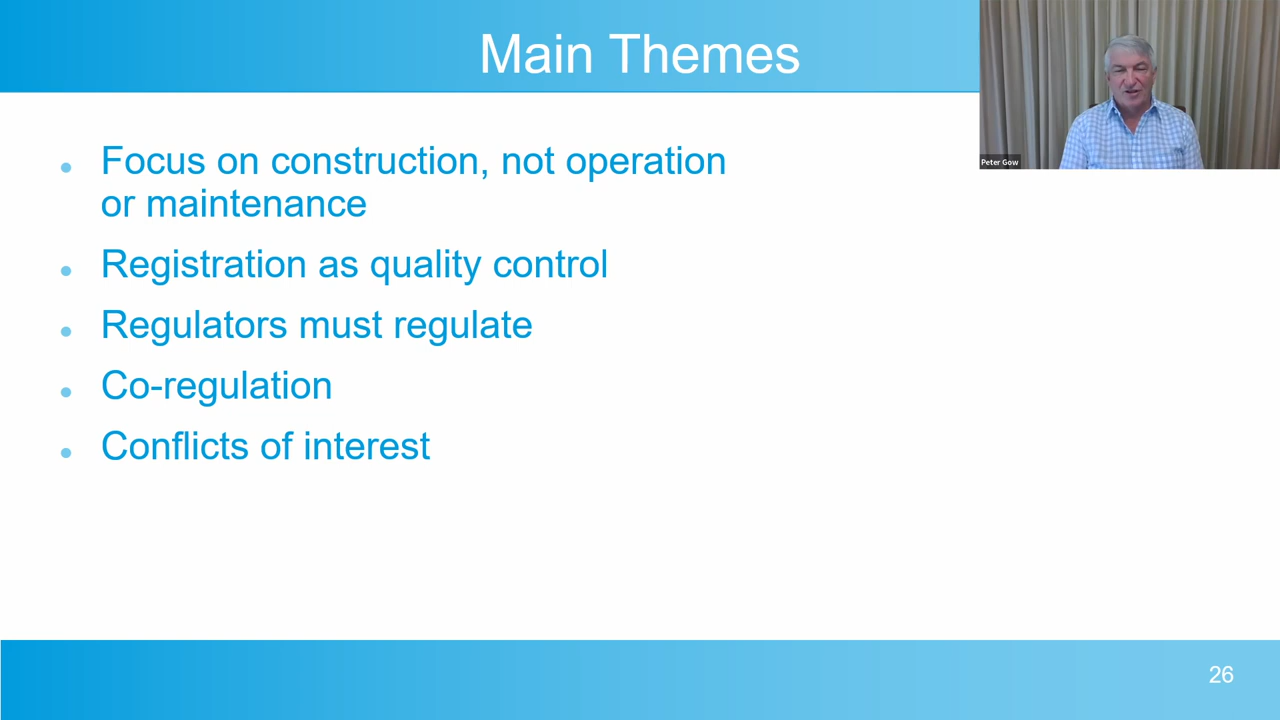 Main Themes
Peter Gow
Focus on construction, not operation
or maintenance
Registration as quality control
Regulators must regulate
Co-regulation
Conflicts of interest
26